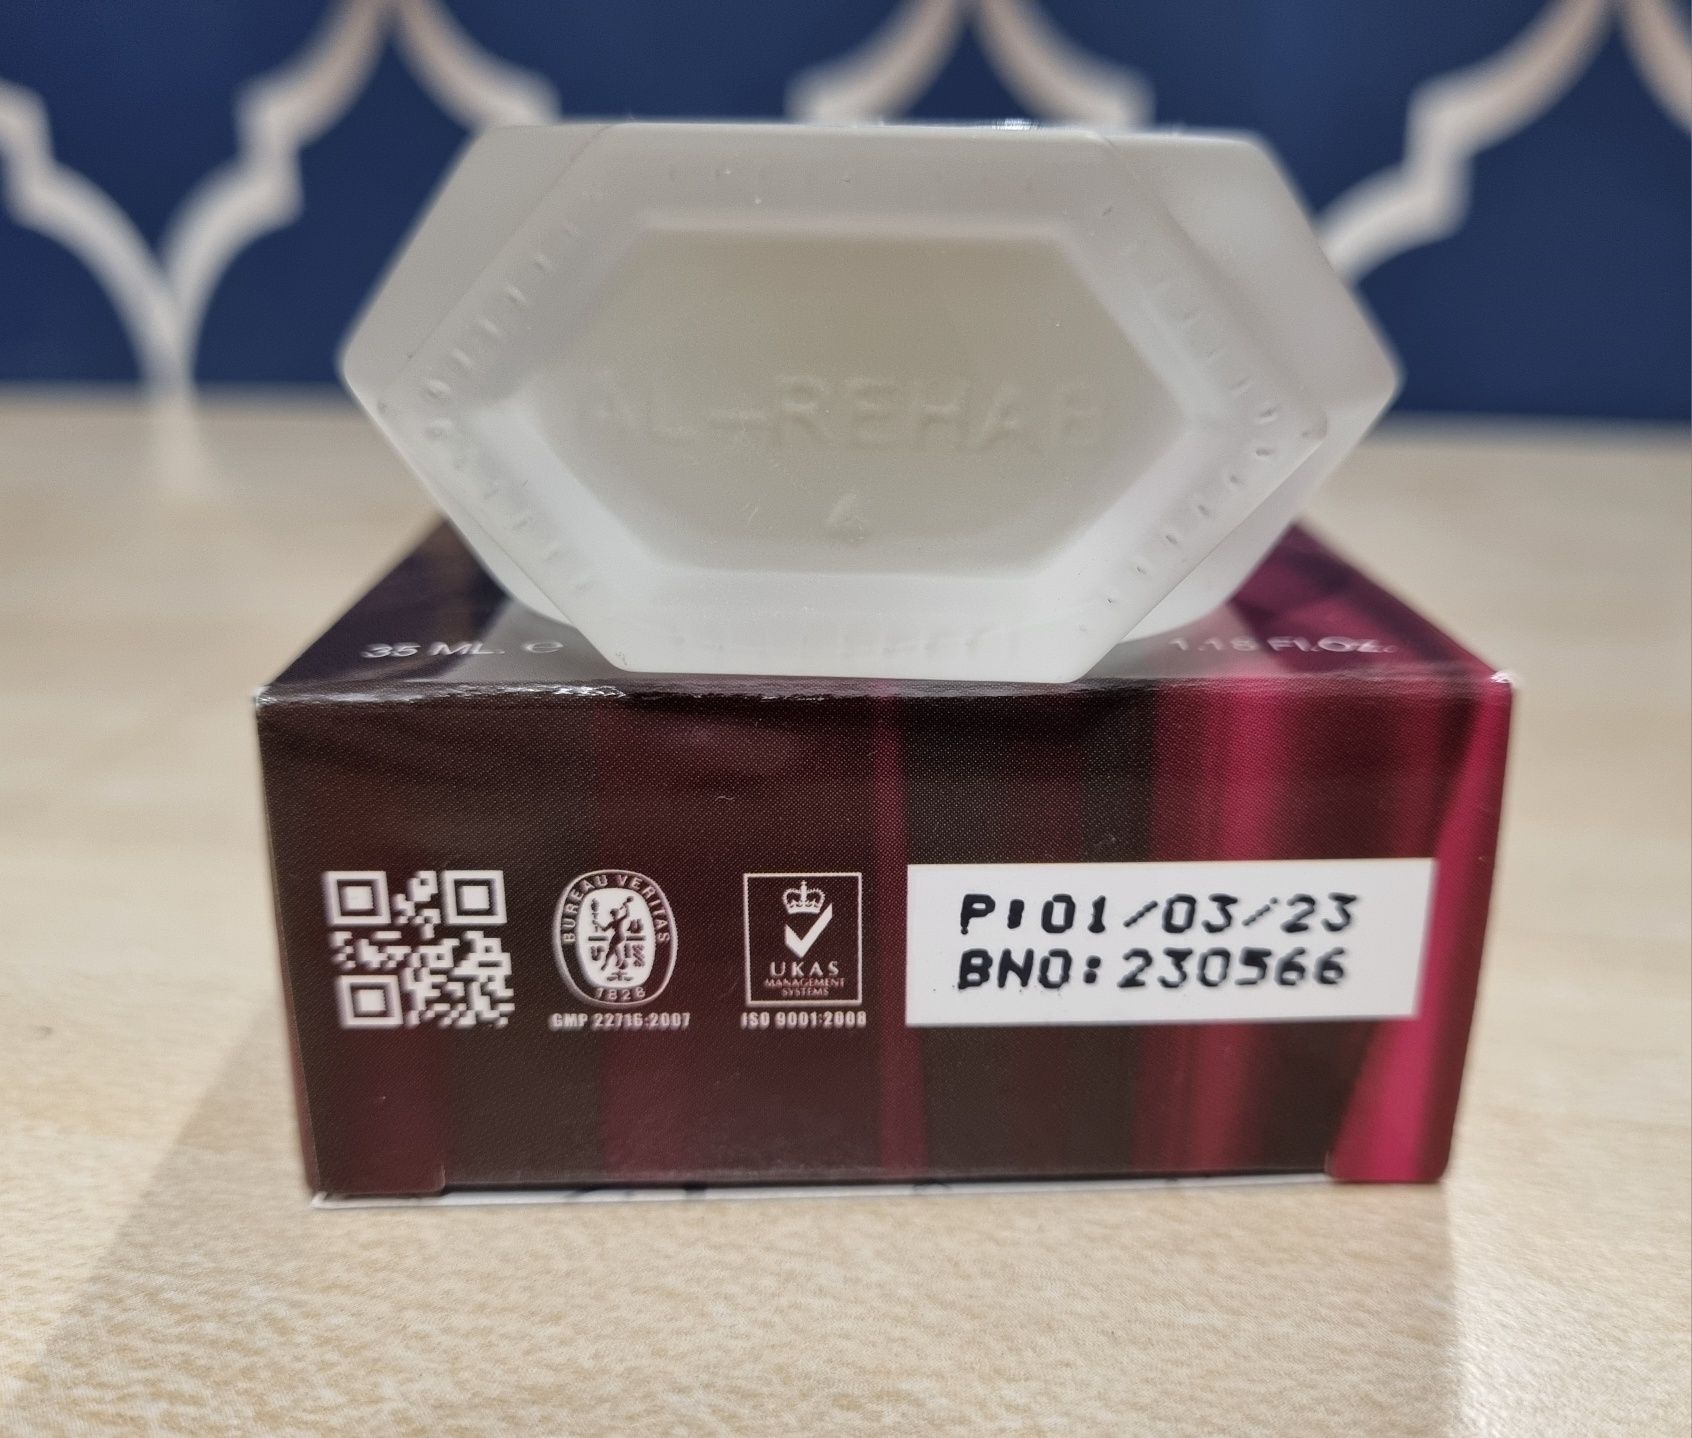 AL-REHAB
4
35 ML. e
1.18 Fl.OZ.
BUREAU VERITAS
1828
GMP 22716:2007
UKAS
MANAGEMENT
SYSTEMS
ISO 9001:2008
P:01/03/23
BNO:230566